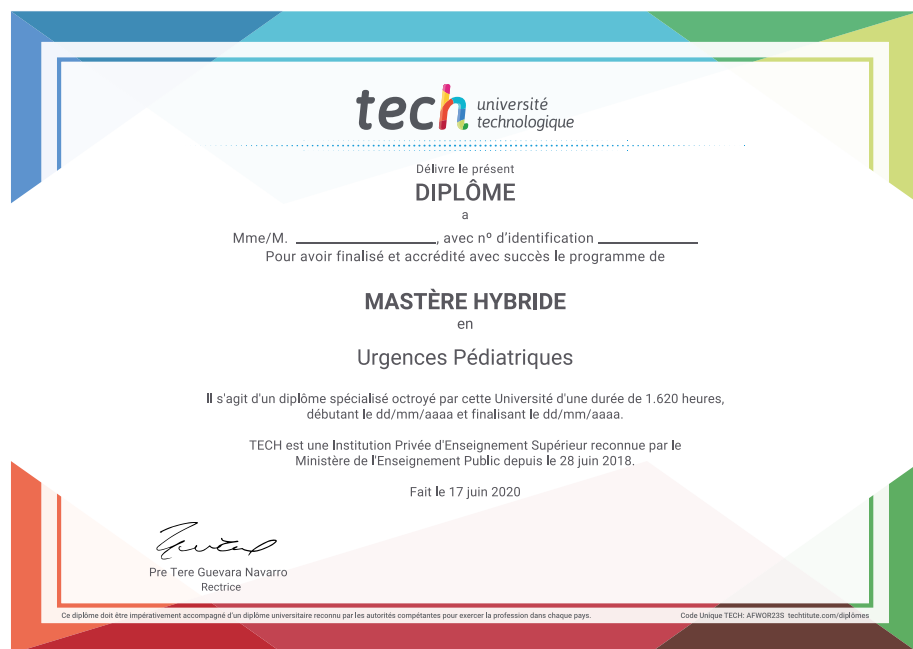 tech université
technologique
Délivre le présent
DIPLÔME
a
Mme/M. ____________________, avec nº d'identification ______________
Pour avoir finalisé et accrédité avec succès le programme de
MASTÈRE HYBRIDE
en
Urgences Pédiatriques
Il s'agit d'un diplôme spécialisé octroyé par cette Université d'une durée de 1.620 heures,
débutant le dd/mm/aaaa et finalisant le dd/mm/aaaa.
TECH est une Institution Privée d'Enseignement Supérieur reconnue par le
Ministère de l'Enseignement Public depuis le 28 juin 2018.
Fait le 17 juin 2020
Pre Tere Guevara Navarro
Rectrice
Ce diplôme doit être impérativement accompagné d'un diplôme universitaire reconnu par les autorités compétentes pour exercer la profession dans chaque pays.
Code Unique TECH: AFWOR23S techtitute.com/diplômes